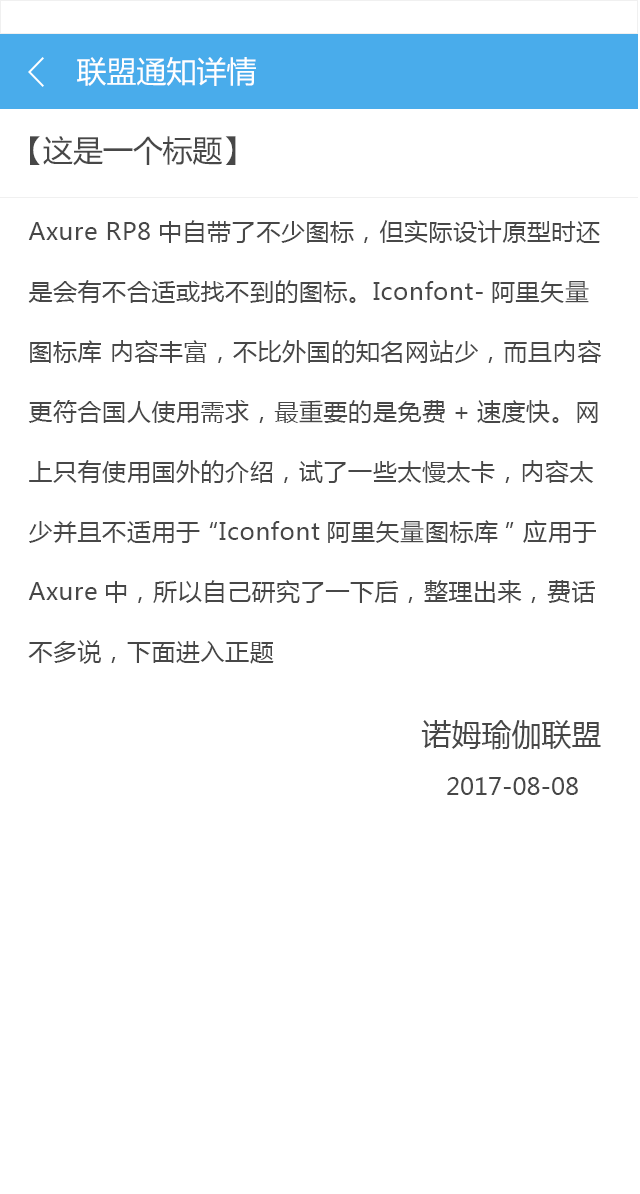 联盟通知详情
【这是一个标题】
Axure RP8 中自带了不少图标，但实际设计原型时还
是会有不合适或找不到的图标。Iconfont- 阿里矢量
图标库 内容丰富，不比外国的知名网站少，而且内容
更符合国人使用需求，最重要的是免费 + 速度快。网
上只有使用国外的介绍，试了一些太慢太卡，内容太
少并且不适用于 “Iconfont 阿里矢量图标库 ” 应用于
Axure 中，所以自己研究了一下后，整理出来，费话
不多说，下面进入正题
诺姆瑜伽联盟
2017-08-08